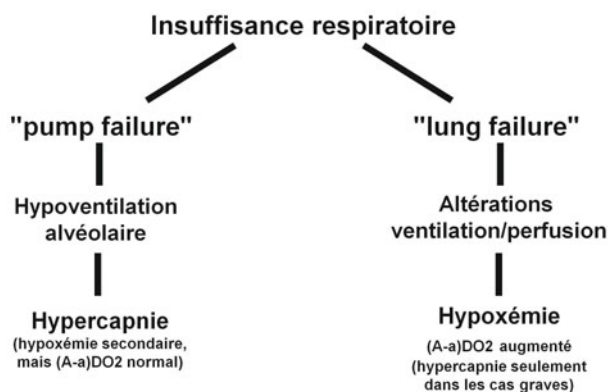 Insuffisance respiratoire
"pump failure"
Hypoventilation
alvéolaire
Hypercapnie
(hypoxémie secondaire,
mais (A-a)DO2 normal)
"lung failure"
Altérations
ventilation/perfusion
Hypoxémie
(A-a)DO2 augmenté
(hypercapnie seulement
dans les cas graves)